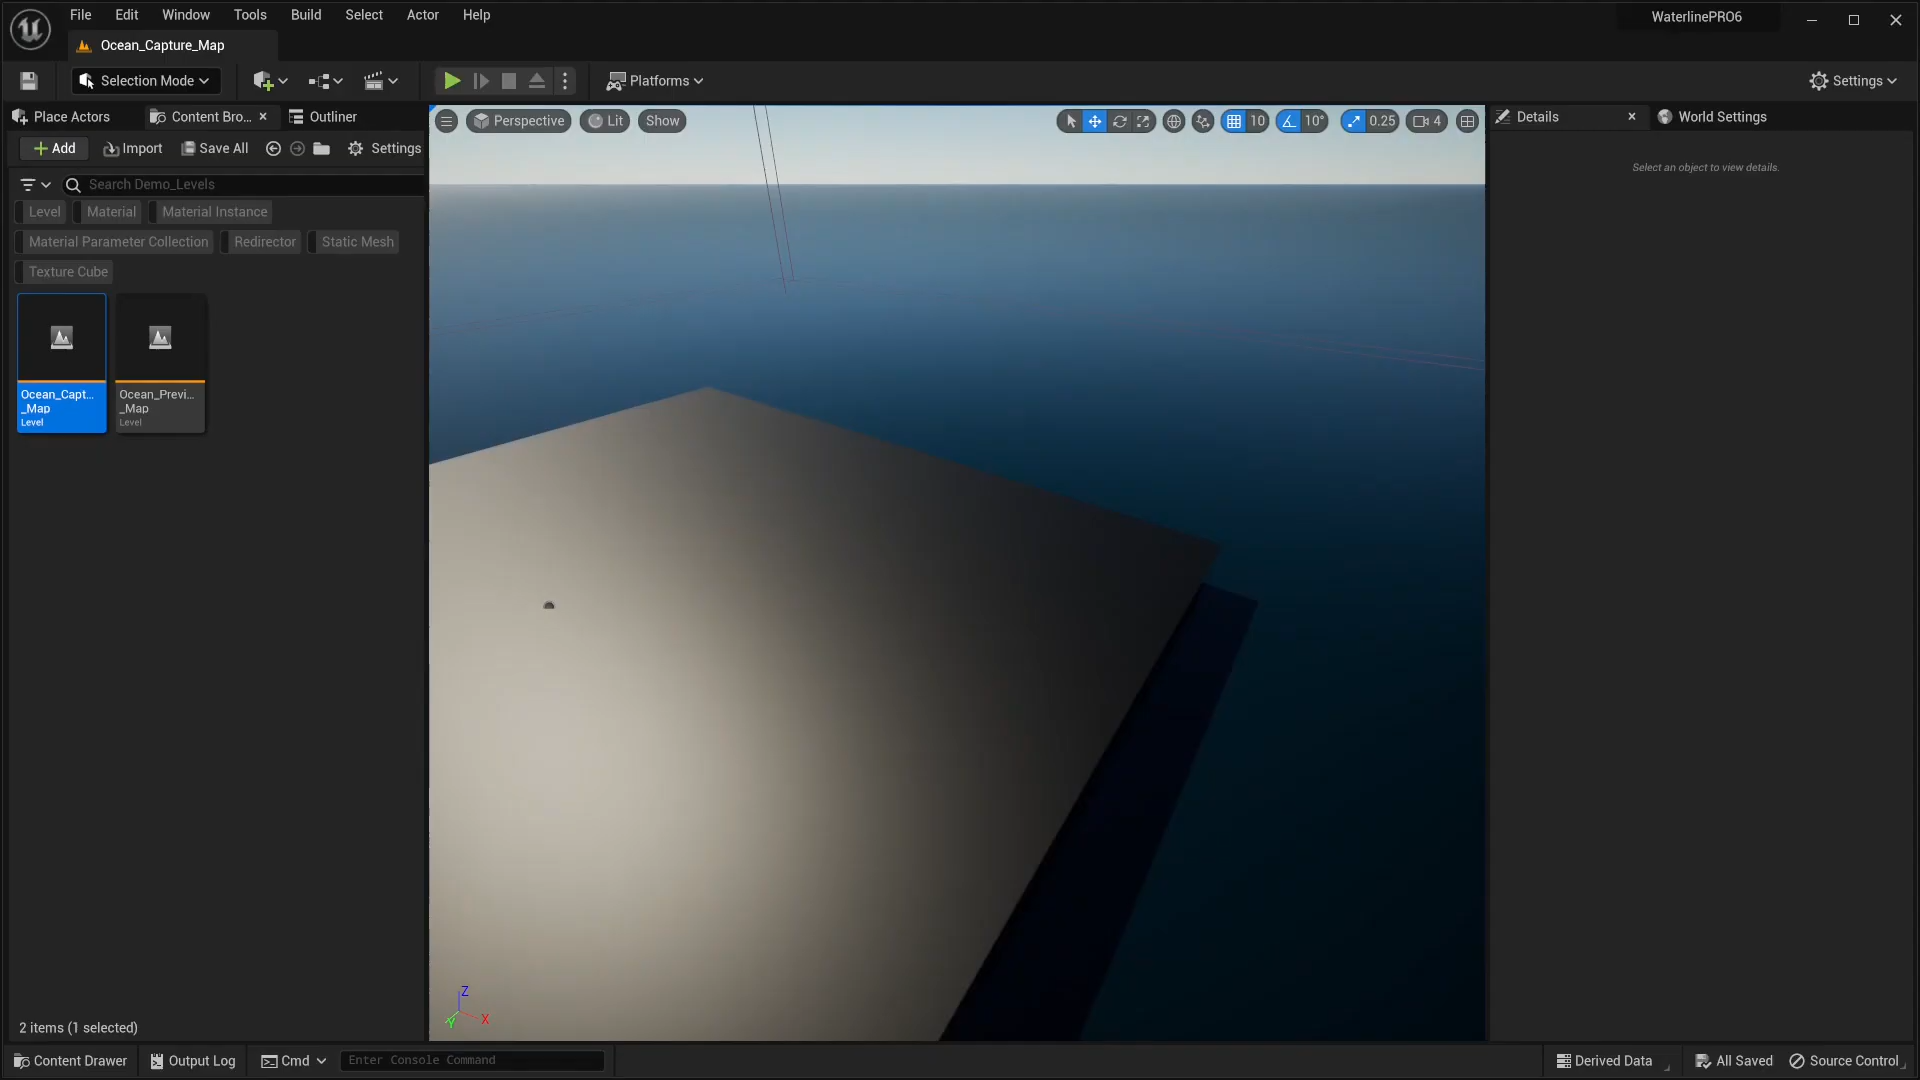 File Edit Window Tools Build Select Actor Help
WaterlinePRO6
Ocean_Capture_Map
Selection Mode
Platforms
Settings
Place Actors
Content Bro...
Outliner
Perspective
Lit
Show
10
10°
0.25
4
Details
World Settings
Add
Import
Save All
Settings
Search Demo_Levels
Select an object to view details.
Level
Material
Material Instance
Material Parameter Collection
Redirector
Static Mesh
Texture Cube
Ocean_Capt...
_Map
Level
Ocean_Previ...
_Map
Level
Z
Y
X
2 items (1 selected)
Content Drawer
Output Log
Cmd
Enter Console Command
Derived Data
All Saved
Source Control